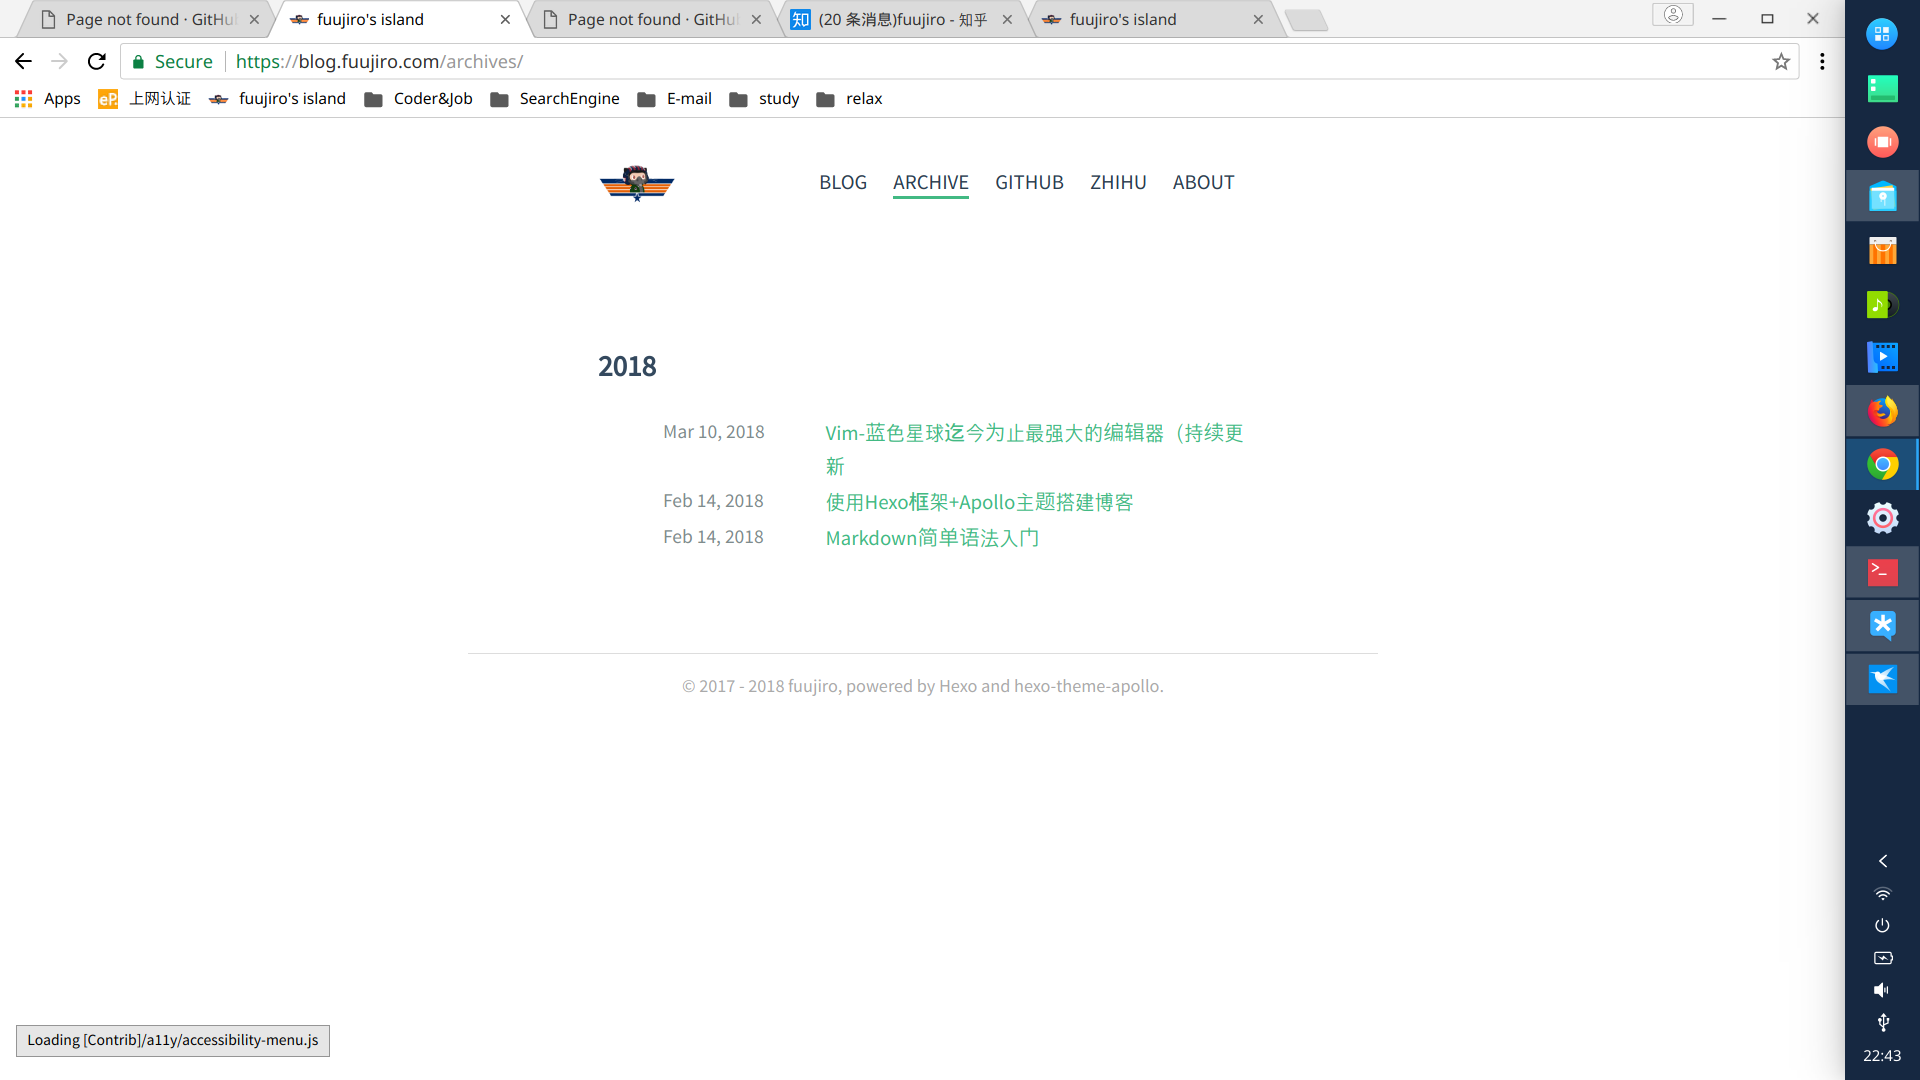 Page not found · GitHu
fuujiro's island
Page not found · GitHu
知 (20 条消息)fuujiro - 知乎
fuujiro's island
Secure
https://blog.fuujiro.com/archives/
Apps
eP. 上网认证
fuujiro's island
Coder&Job
SearchEngine
E-mail
study
relax
BLOG
ARCHIVE
GITHUB
ZHIHU
ABOUT
2018
Mar 10, 2018
Vim-蓝色星球迄今为止最强大的编辑器（持续更
新
Feb 14, 2018
使用Hexo框架+Apollo主题搭建博客
Feb 14, 2018
Markdown简单语法入门
© 2017 - 2018 fuujiro, powered by Hexo and hexo-theme-apollo.
Loading [Contrib]/a11y/accessibility-menu.js
22:43